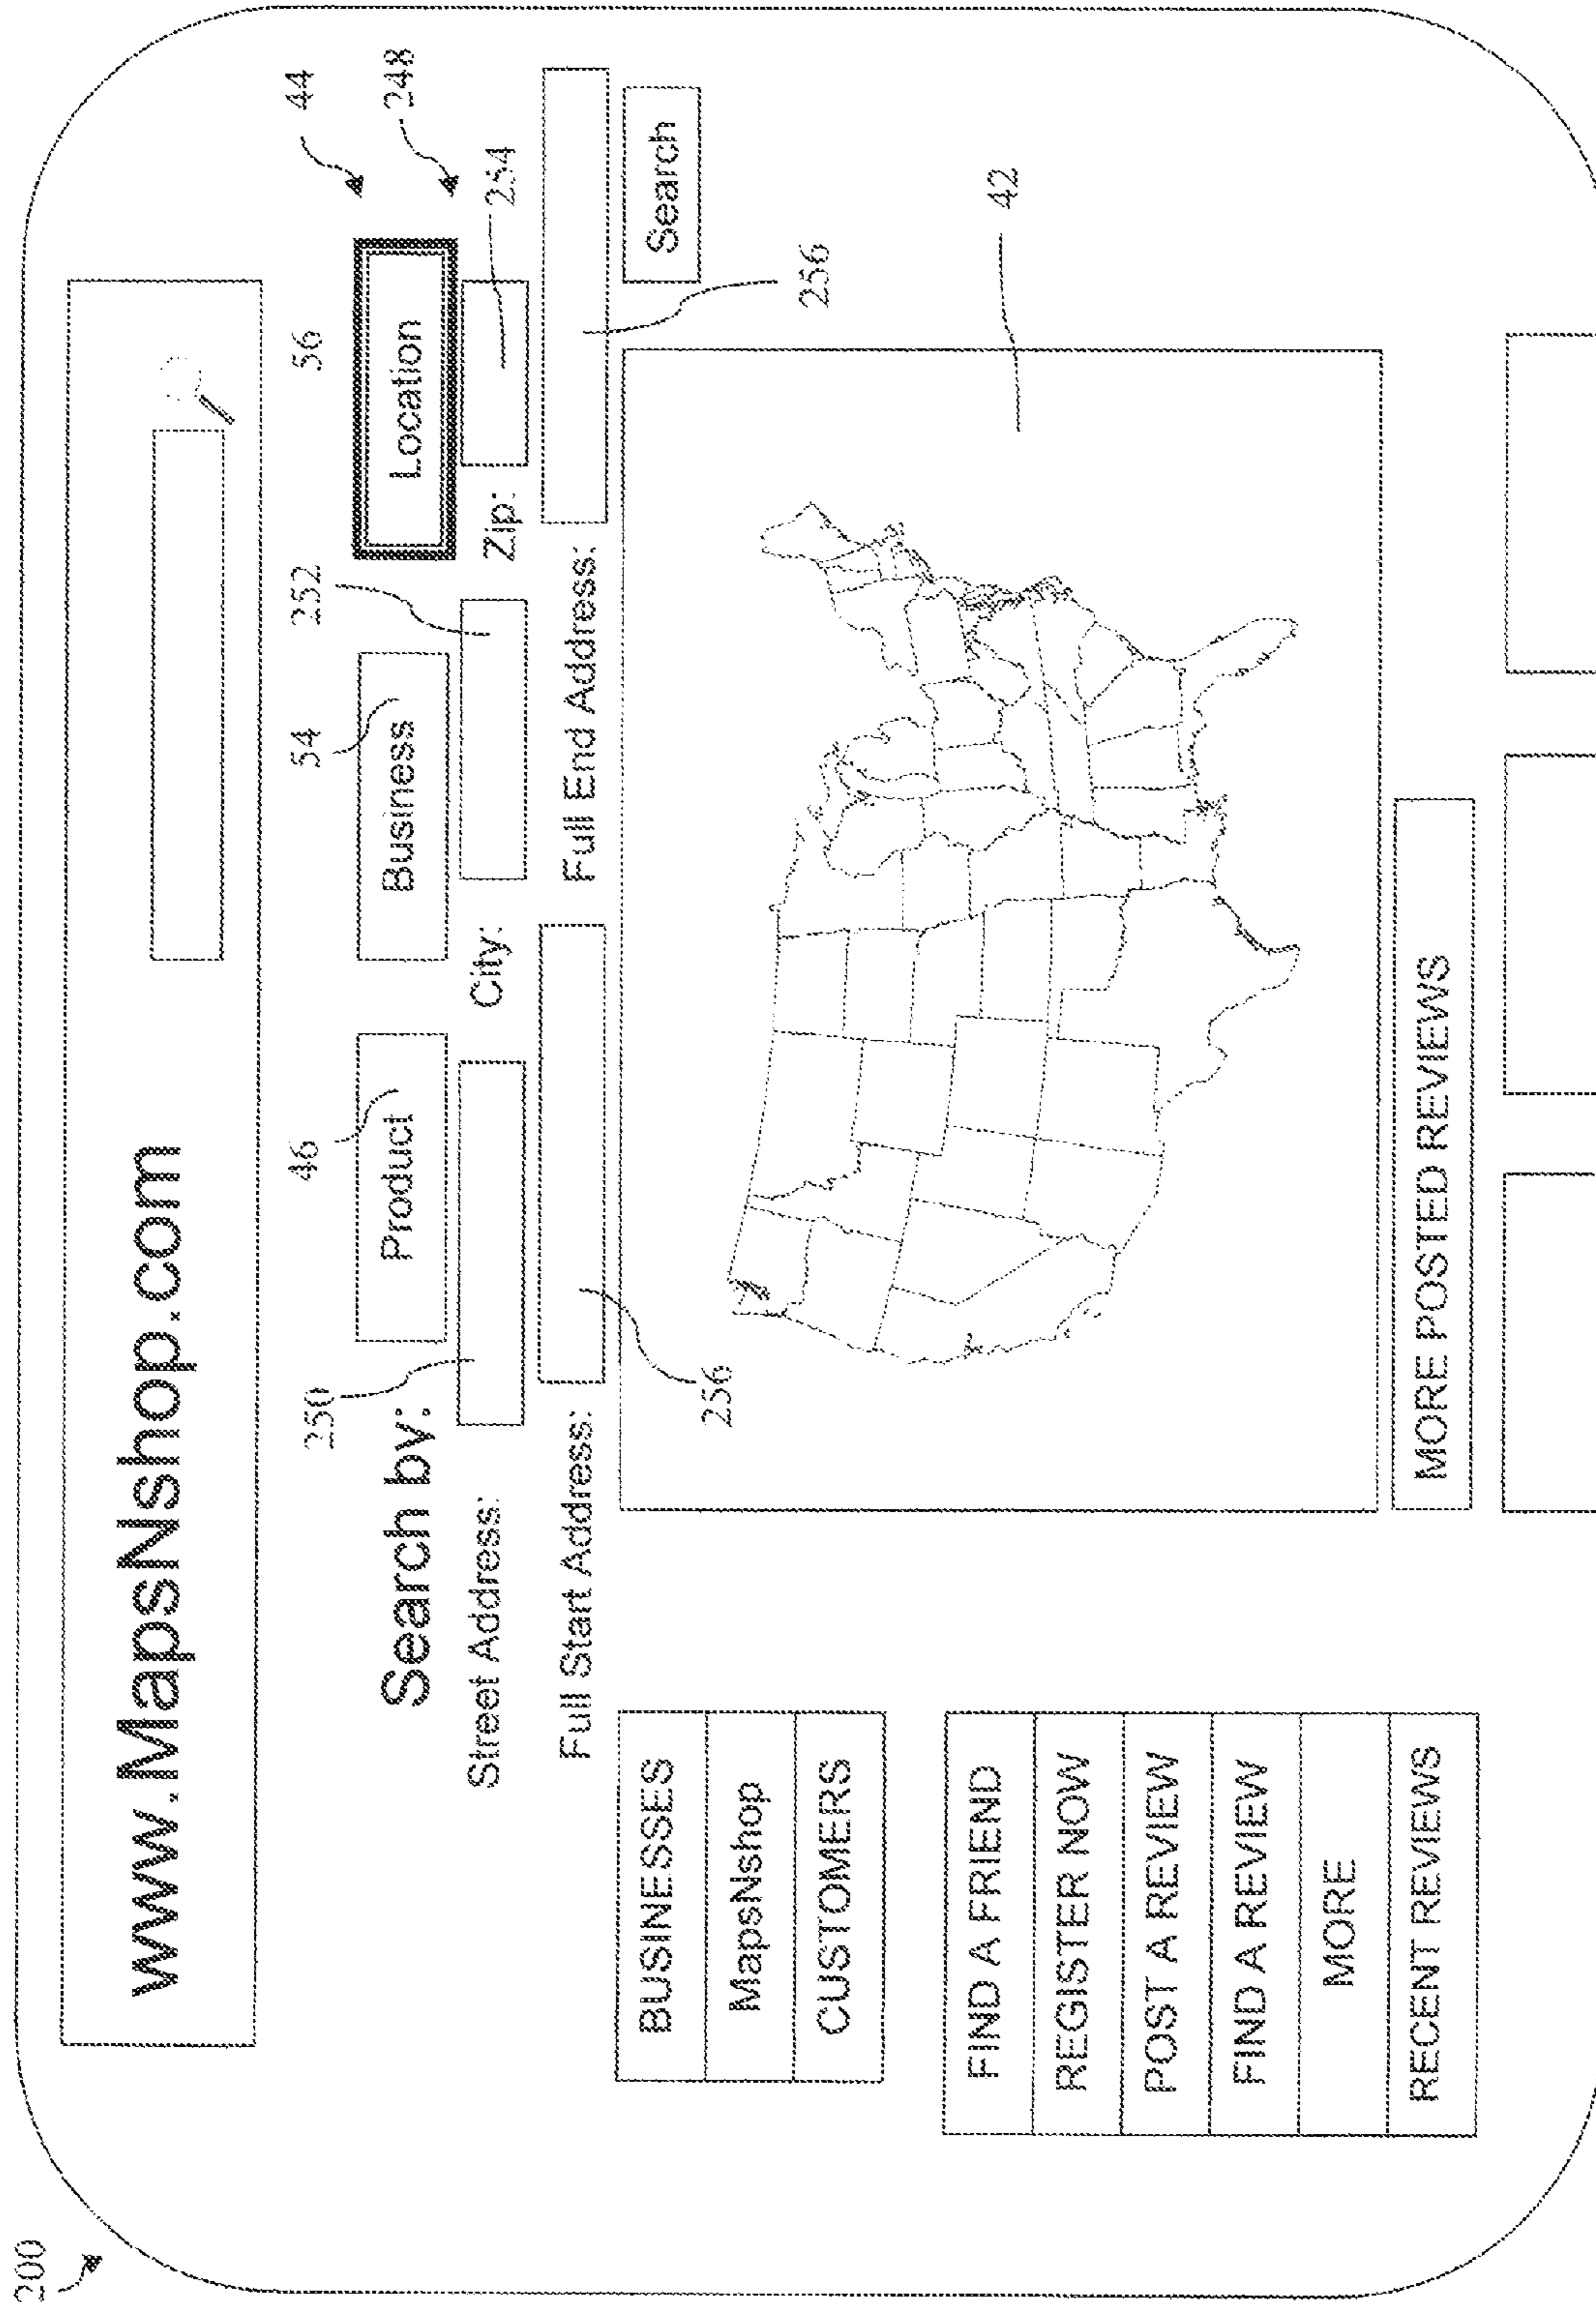 200
www.MapsNshop.com
250 46 54 252 56 44
Search by: Product Business Location 248
Street Address: City: Zip: 254
Full Start Address: Full End Address:
256 256 Search
BUSINESSES
MapsNshop
CUSTOMERS
42
FIND A FRIEND
REGISTER NOW
POST A REVIEW
FIND A REVIEW
MORE
RECENT REVIEWS
MORE POSTED REVIEWS